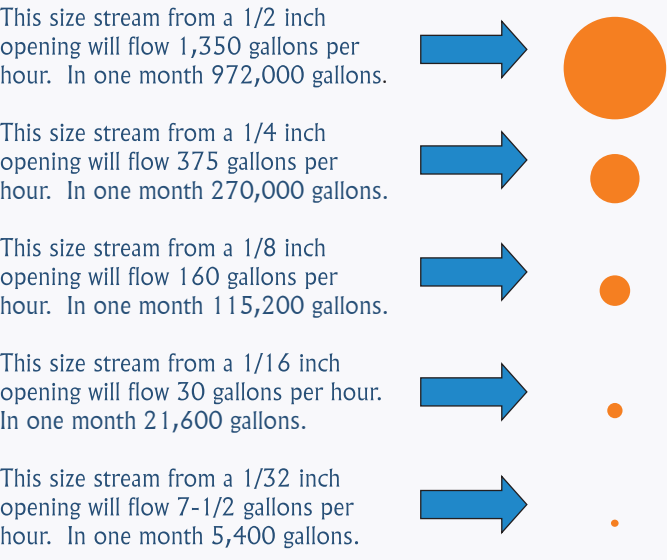 This size stream from a 1/2 inch
opening will flow 1,350 gallons per
hour.  In one month 972,000 gallons.
This size stream from a 1/4 inch
opening will flow 375 gallons per
hour.  In one month 270,000 gallons.
This size stream from a 1/8 inch
opening will flow 160 gallons per
hour.  In one month 115,200 gallons.
This size stream from a 1/16 inch
opening will flow 30 gallons per hour.
In one month 21,600 gallons.
This size stream from a 1/32 inch
opening will flow 7-1/2 gallons per
hour.  In one month 5,400 gallons.